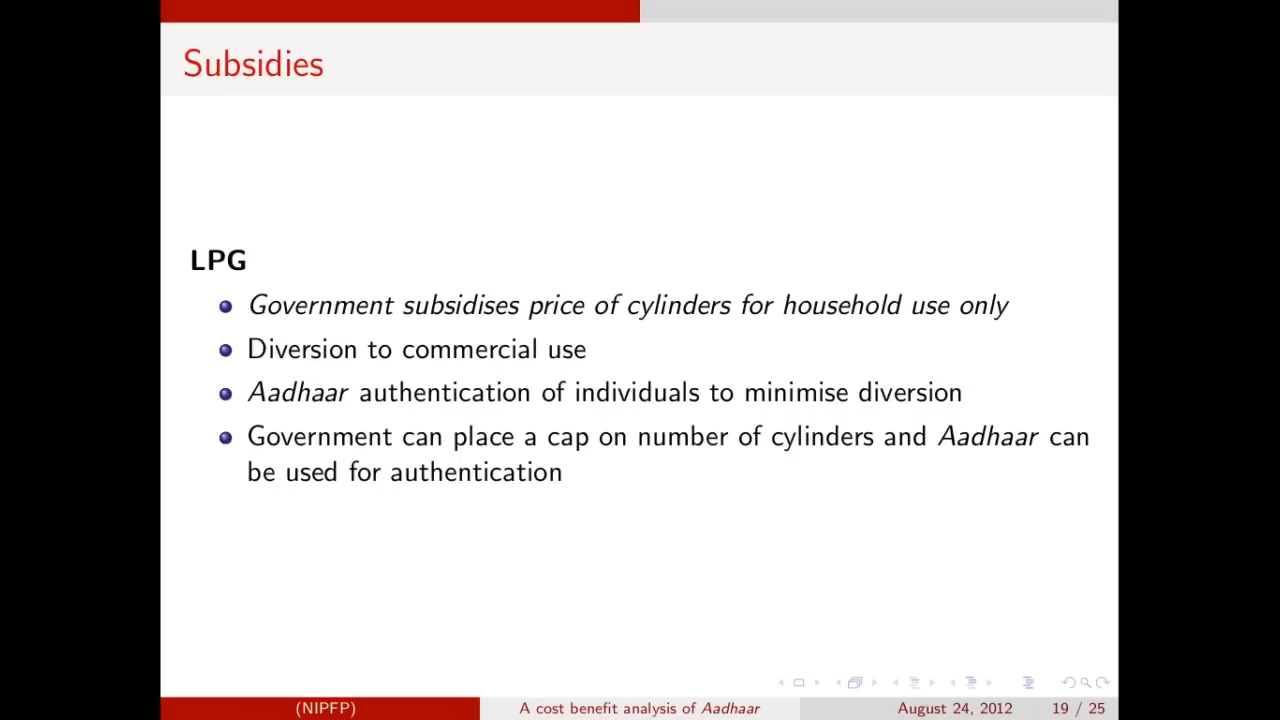 Subsidies
LPG
Government subsidises price of cylinders for household use only
Diversion to commercial use
Aadhaar authentication of individuals to minimise diversion
Government can place a cap on number of cylinders and Aadhaar can
be used for authentication
(NIPFP)
A cost benefit analysis of Aadhaar
August 24, 2012
19 / 25